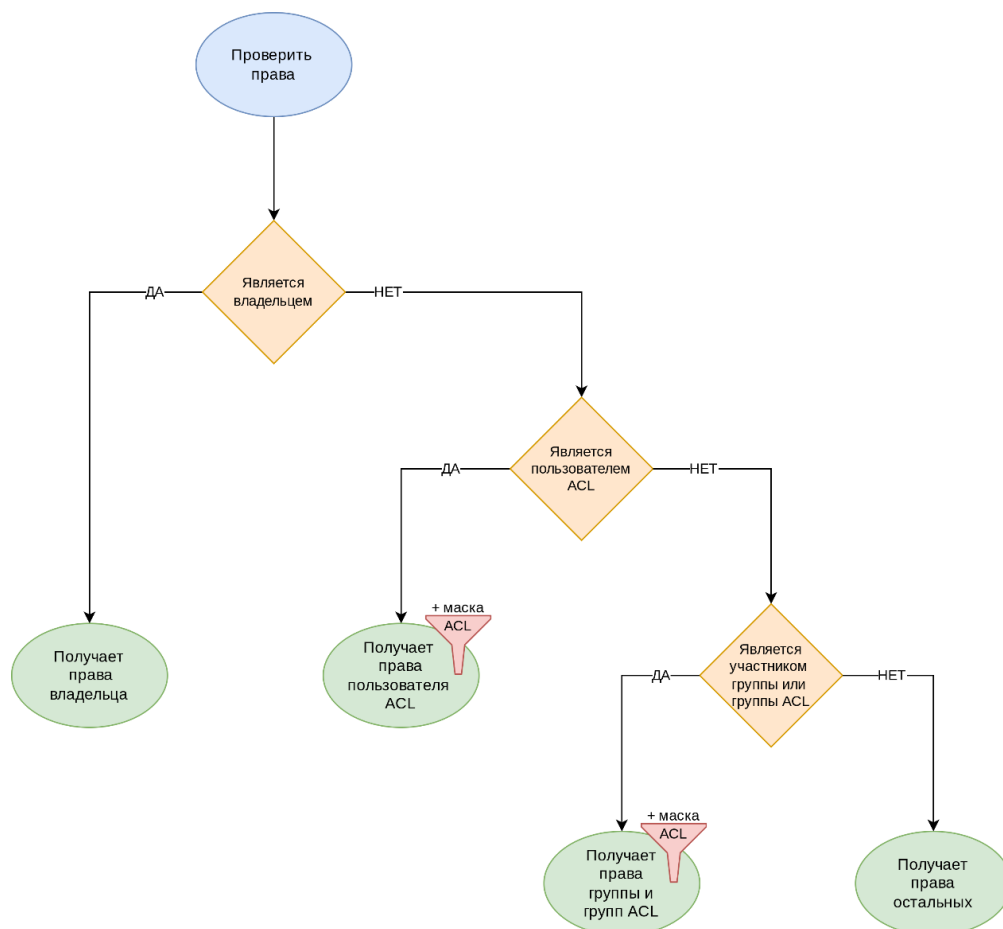 Проверить
права
Является
владельцем
ДА
НЕТ
Является
пользователем
ACL
ДА
НЕТ
+ маска
ACL
Получает
права
владельца
Получает
права
пользователя
ACL
Является
участником
группы или
группы ACL
ДА
НЕТ
+ маска
ACL
Получает
права
группы и
групп ACL
Получает
права
остальных